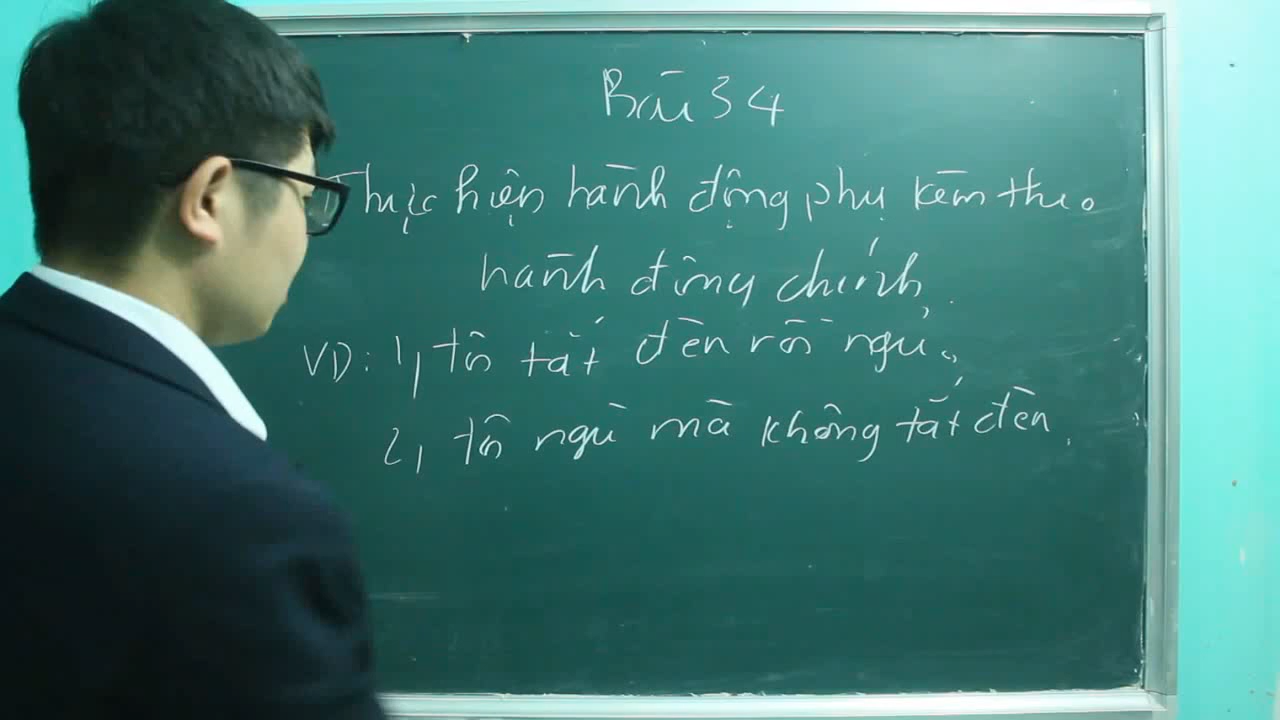 Bài 34
Thực hiện hành động phụ kèm theo
hành động chính.
VD: 1, tôi tắt đèn rồi ngủ.
2, tôi ngủ mà không tắt đèn.